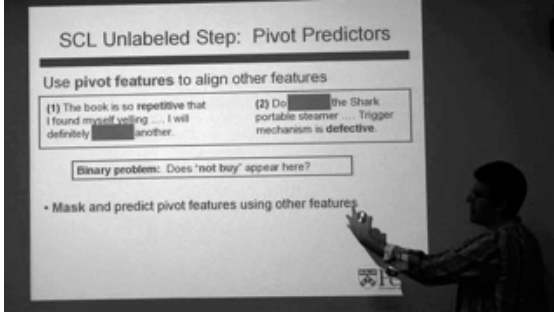 SCL Unlabeled Step: Pivot Predictors
Use pivot features to align other features
(1) The book is so repetitive that
I found myself yelling .... I will
definitely another.
(2) Do the Shark
portable steamer .... Trigger
mechanism is defective.
Binary problem: Does "not buy" appear here?
• Mask and predict pivot features using other features